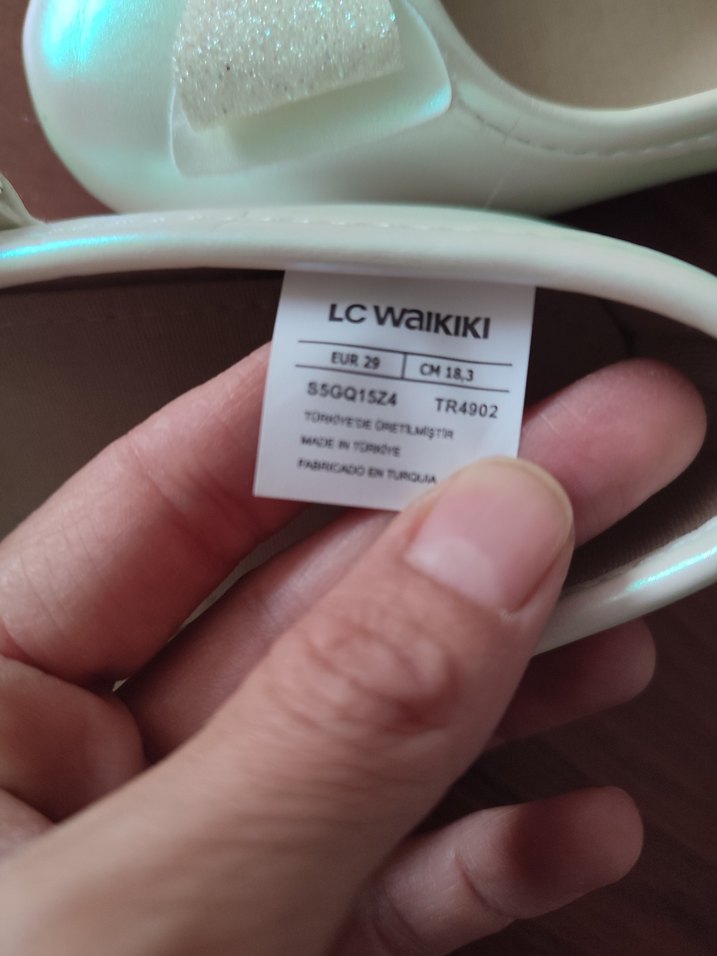 LC WAIKIKI
EUR 29 CM 18,3
S5GQ15Z4 TR4902
TÜRKİYE'DE ÜRETİLMİŞTİR
MADE IN TÜRKİYE
FABRICADO EN TURQUIA